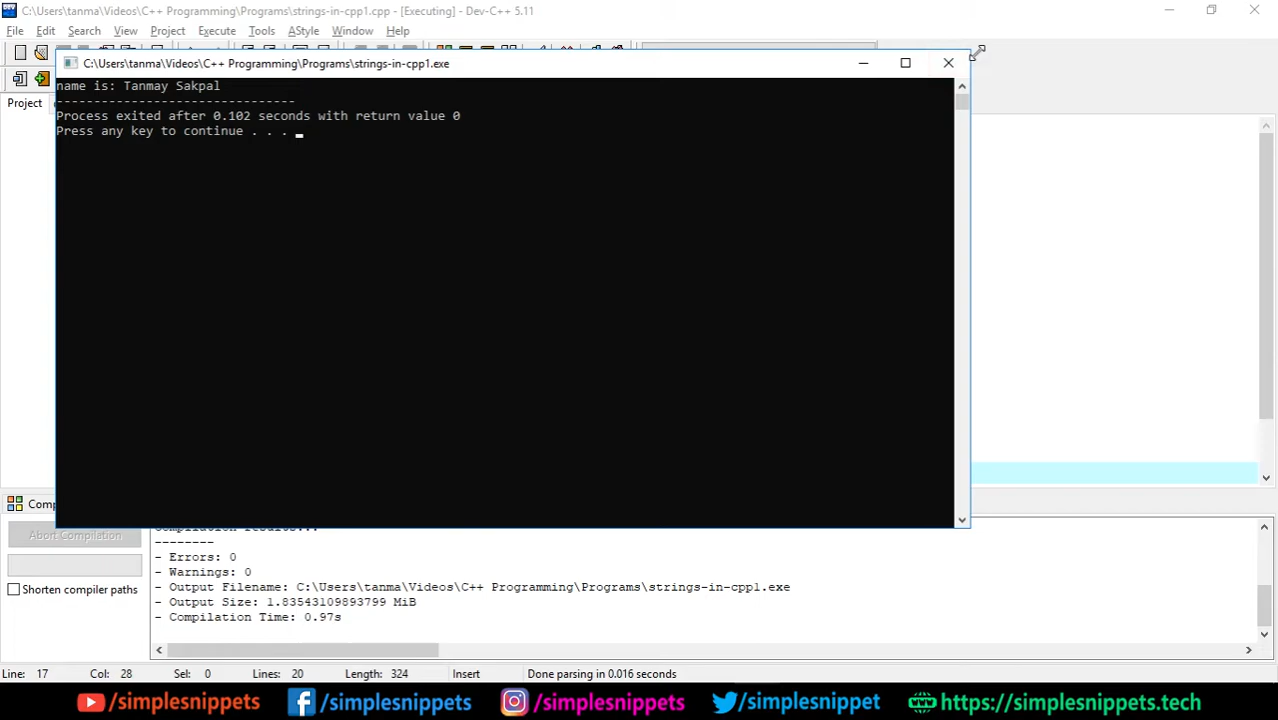 C:\Users\tanma\Videos\C++ Programming\Programs\strings-in-cpp1.cpp - [Executing] - Dev-C++ 5.11
File Edit Search View Project Execute Tools AStyle Window Help
C:\Users\tanma\Videos\C++ Programming\Programs\strings-in-cpp1.exe
name is: Tanmay Sakpal
--------------------------------
Process exited after 0.102 seconds with return value 0
Press any key to continue . . .
Project
Compilation results...
--------
- Errors: 0
- Warnings: 0
- Output Filename: C:\Users\tanma\Videos\C++ Programming\Programs\strings-in-cpp1.exe
- Output Size: 1.83543109893799 MiB
- Compilation Time: 0.97s
Abort Compilation
Shorten compiler paths
Line: 17 Col: 28 Sel: 0 Lines: 20 Length: 324 Insert Done parsing in 0.016 seconds
/simplesnippets /simplesnippets /simplesnippets /simplesnippet https://simplesnippets.tech